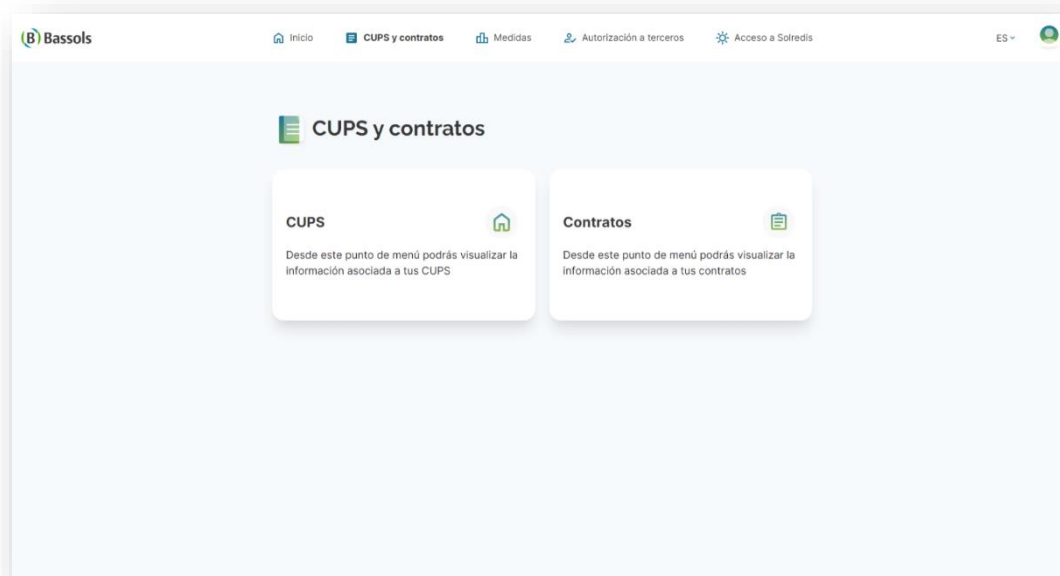 (B) Bassols
Inicio
CUPS y contratos
Medidas
Autorización a terceros
Acceso a Solredis
ES
CUPS y contratos
CUPS
Desde este punto de menú podrás visualizar la
información asociada a tus CUPS
Contratos
Desde este punto de menú podrás visualizar la
información asociada a tus contratos